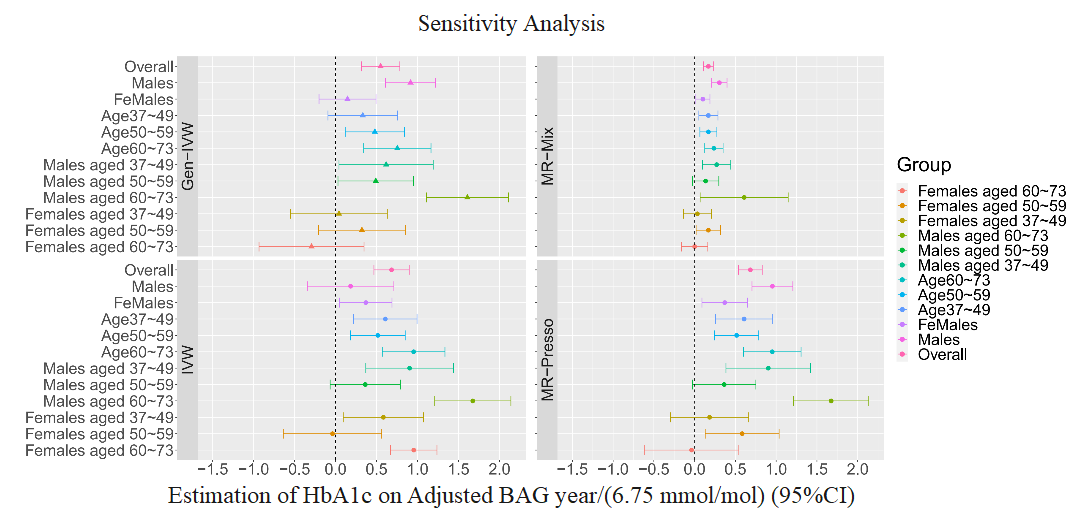 Sensitivity Analysis
Overall
Males
FeMales
Age37~49
Age50~59
Age60~73
Males aged 37~49
Males aged 50~59
Males aged 60~73
Females aged 37~49
Females aged 50~59
Females aged 60~73
Gen-IVW
MR-Mix
Overall
Males
FeMales
Age37~49
Age50~59
Age60~73
Males aged 37~49
Males aged 50~59
Males aged 60~73
Females aged 37~49
Females aged 50~59
Females aged 60~73
IVW
MR-Presso
−1.5 −1.0 −0.5 0.0 0.5 1.0 1.5 2.0
−1.5 −1.0 −0.5 0.0 0.5 1.0 1.5 2.0
Estimation of HbA1c on Adjusted BAG year/(6.75 mmol/mol) (95%CI)
Group
Females aged 60~73
Females aged 50~59
Females aged 37~49
Males aged 60~73
Males aged 50~59
Males aged 37~49
Age60~73
Age50~59
Age37~49
FeMales
Males
Overall